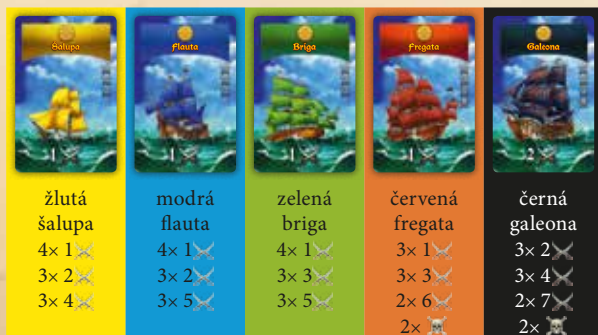 Šalupa
Flauta
Briga
Fregata
Galeona
1
1
1
1
2
žlutá
šalupa
4× 1
3× 2
3× 4
modrá
flauta
4× 1
3× 2
3× 5
zelená
briga
4× 1
3× 3
3× 5
červená
fregata
3× 1
3× 3
2× 6
2×
černá
galeona
3× 2
3× 4
2× 7
2×